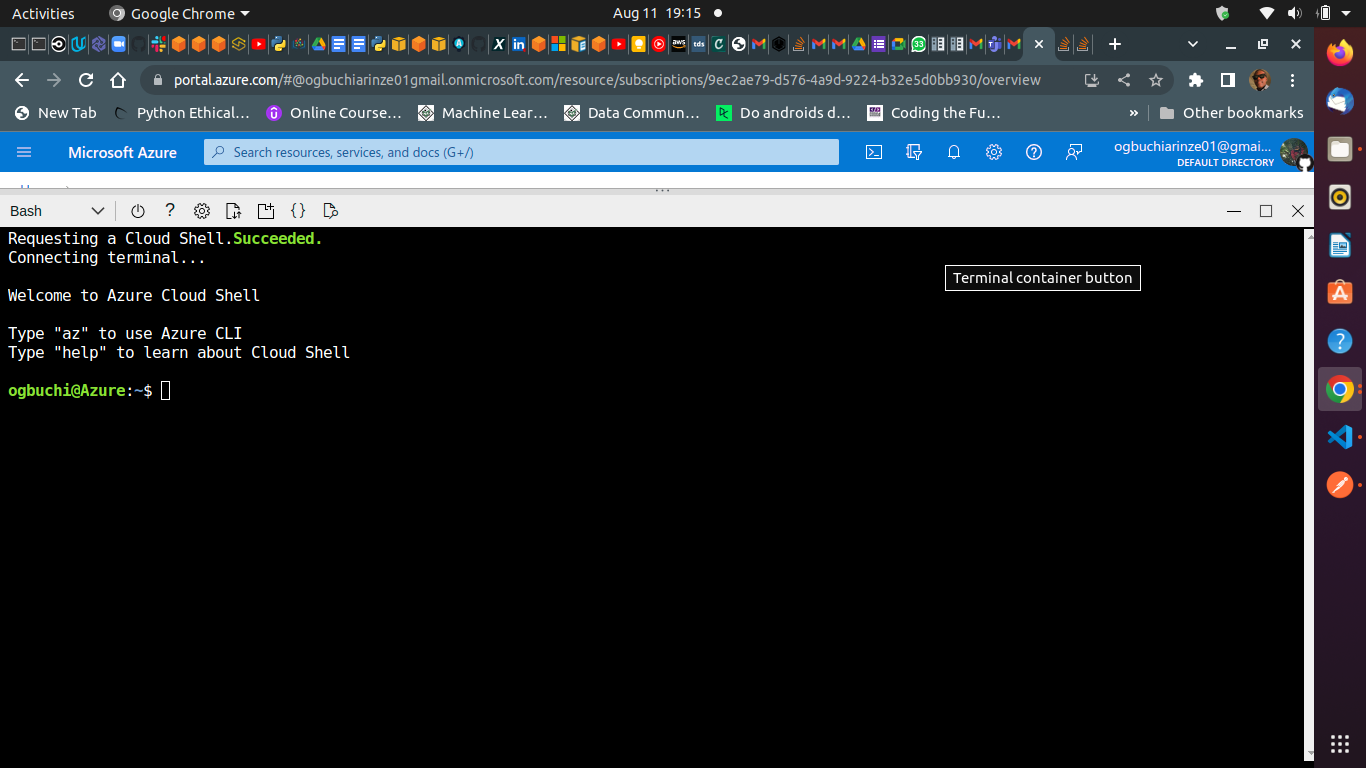 Activities
Google Chrome
Aug 11 19:15
portal.azure.com/#@ogbuchiarinze01gmail.onmicrosoft.com/resource/subscriptions/9ec2ae79-d576-4a9d-9224-b32e5d0bb930/overview
New Tab
Python Ethical…
Online Course…
Machine Lear…
Data Commun…
Do androids d…
Coding the Fu…
»
Other bookmarks
Microsoft Azure
Search resources, services, and docs (G+/)
ogbuchiarinze01@gmai...
DEFAULT DIRECTORY
Bash
Requesting a Cloud Shell.Succeeded.
Connecting terminal...
Terminal container button
Welcome to Azure Cloud Shell
Type "az" to use Azure CLI
Type "help" to learn about Cloud Shell
ogbuchi@Azure:~$